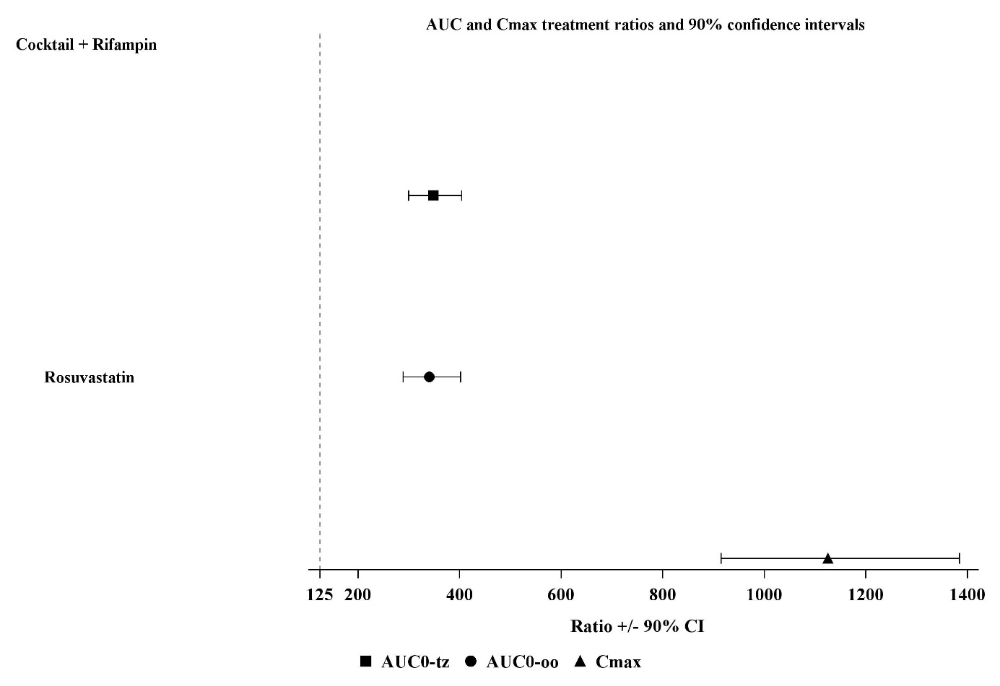 AUC and Cmax treatment ratios and 90% confidence intervals
Cocktail + Rifampin
Rosuvastatin
125 200 400 600 800 1000 1200 1400
Ratio +/- 90% CI
AUC0-tz AUC0-oo Cmax